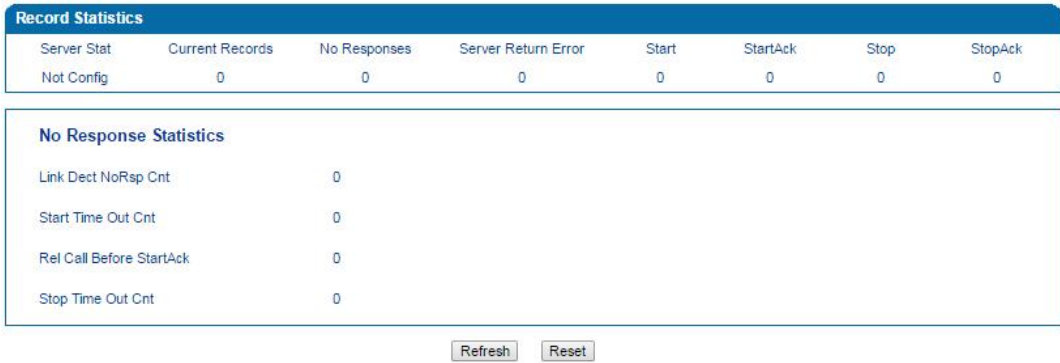 Record Statistics
Server Stat Current Records No Responses Server Return Error Start StartAck Stop StopAck
Not Config 0 0 0 0 0 0 0
No Response Statistics
Link Dect NoRsp Cnt 0
Start Time Out Cnt 0
Rel Call Before StartAck 0
Stop Time Out Cnt 0
Refresh Reset